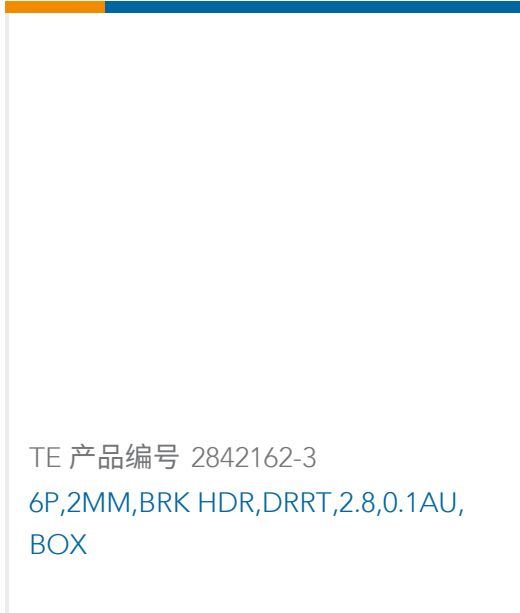 TE 产品编号 2842162-3
6P,2MM,BRK HDR,DRRT,2.8,0.1AU,
BOX